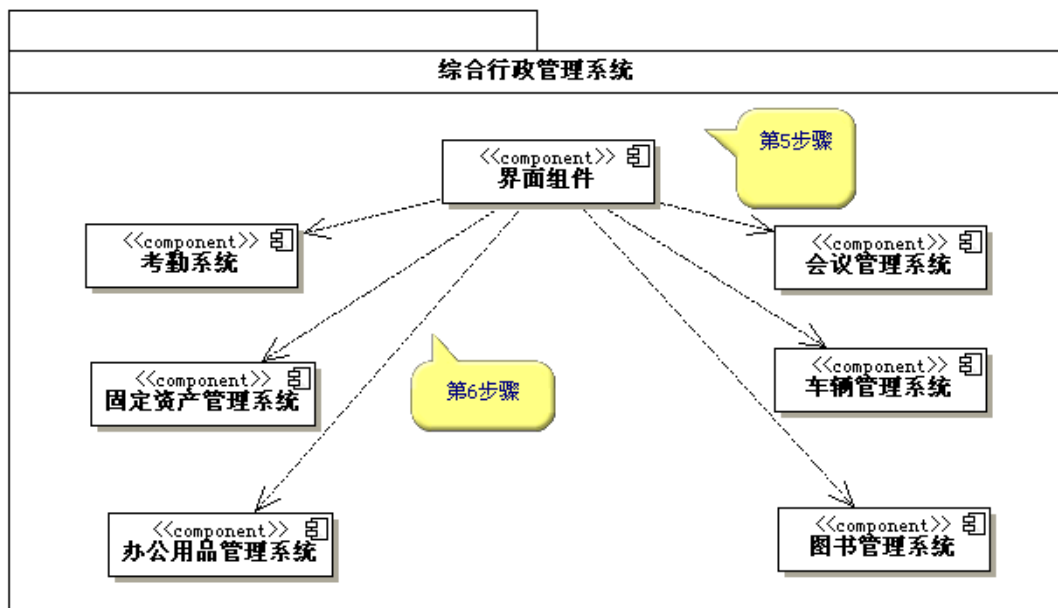 综合行政管理系统
第5步骤
<<component>>
界面组件
<<component>>
考勤系统
<<component>>
会议管理系统
<<component>>
固定资产管理系统
第6步骤
<<component>>
车辆管理系统
<<component>>
办公用品管理系统
<<component>>
图书管理系统